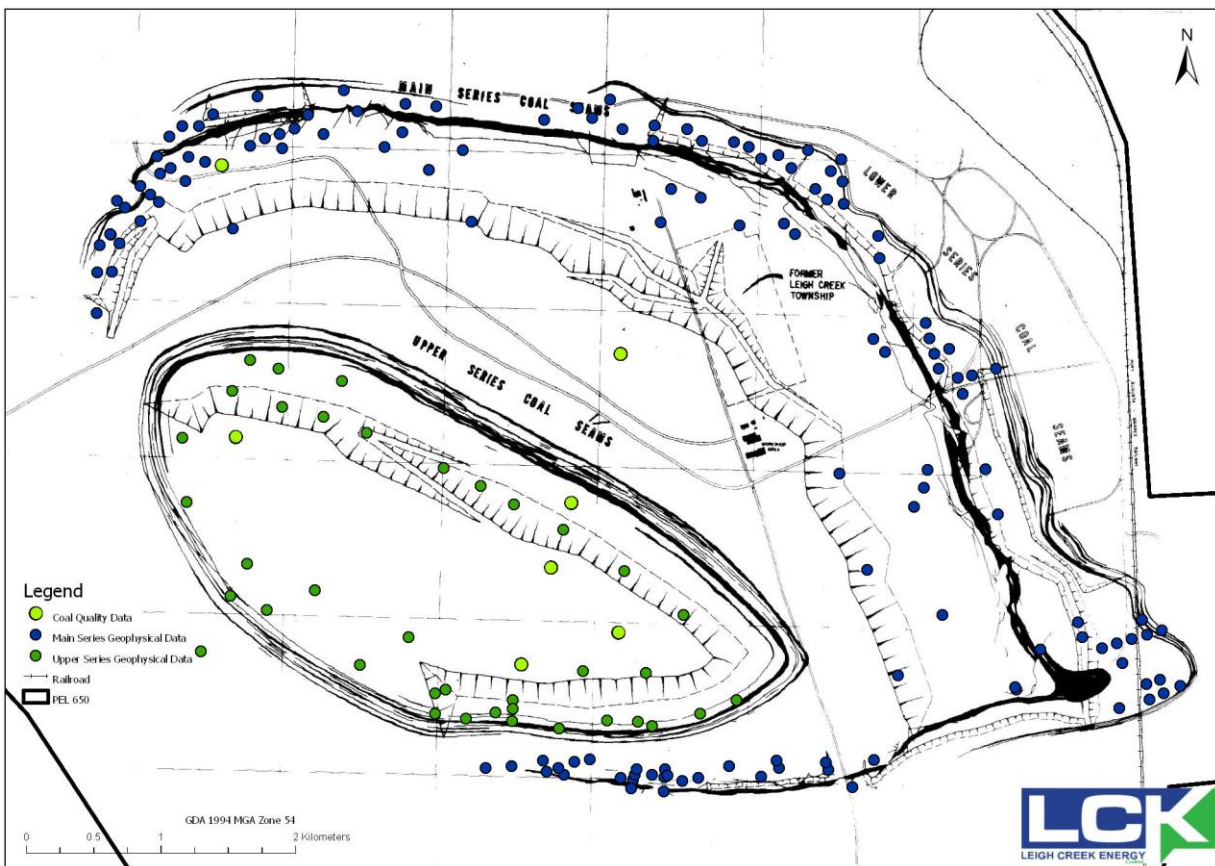 N
MAIN SERIES COAL SEAMS
LOWER SERIES COAL SEAMS
FORMER
LEIGH CREEK
TOWNSHIP
UPPER SERIES COAL SEAMS
WORKSHOP
AREA
Legend
Coal Quality Data
Main Series Geophysical Data
Upper Series Geophysical Data
Railroad
PEL 650
GDA 1994 MGA Zone 54
0 0.5 1 2 Kilometers
LCK
LEIGH CREEK ENERGY